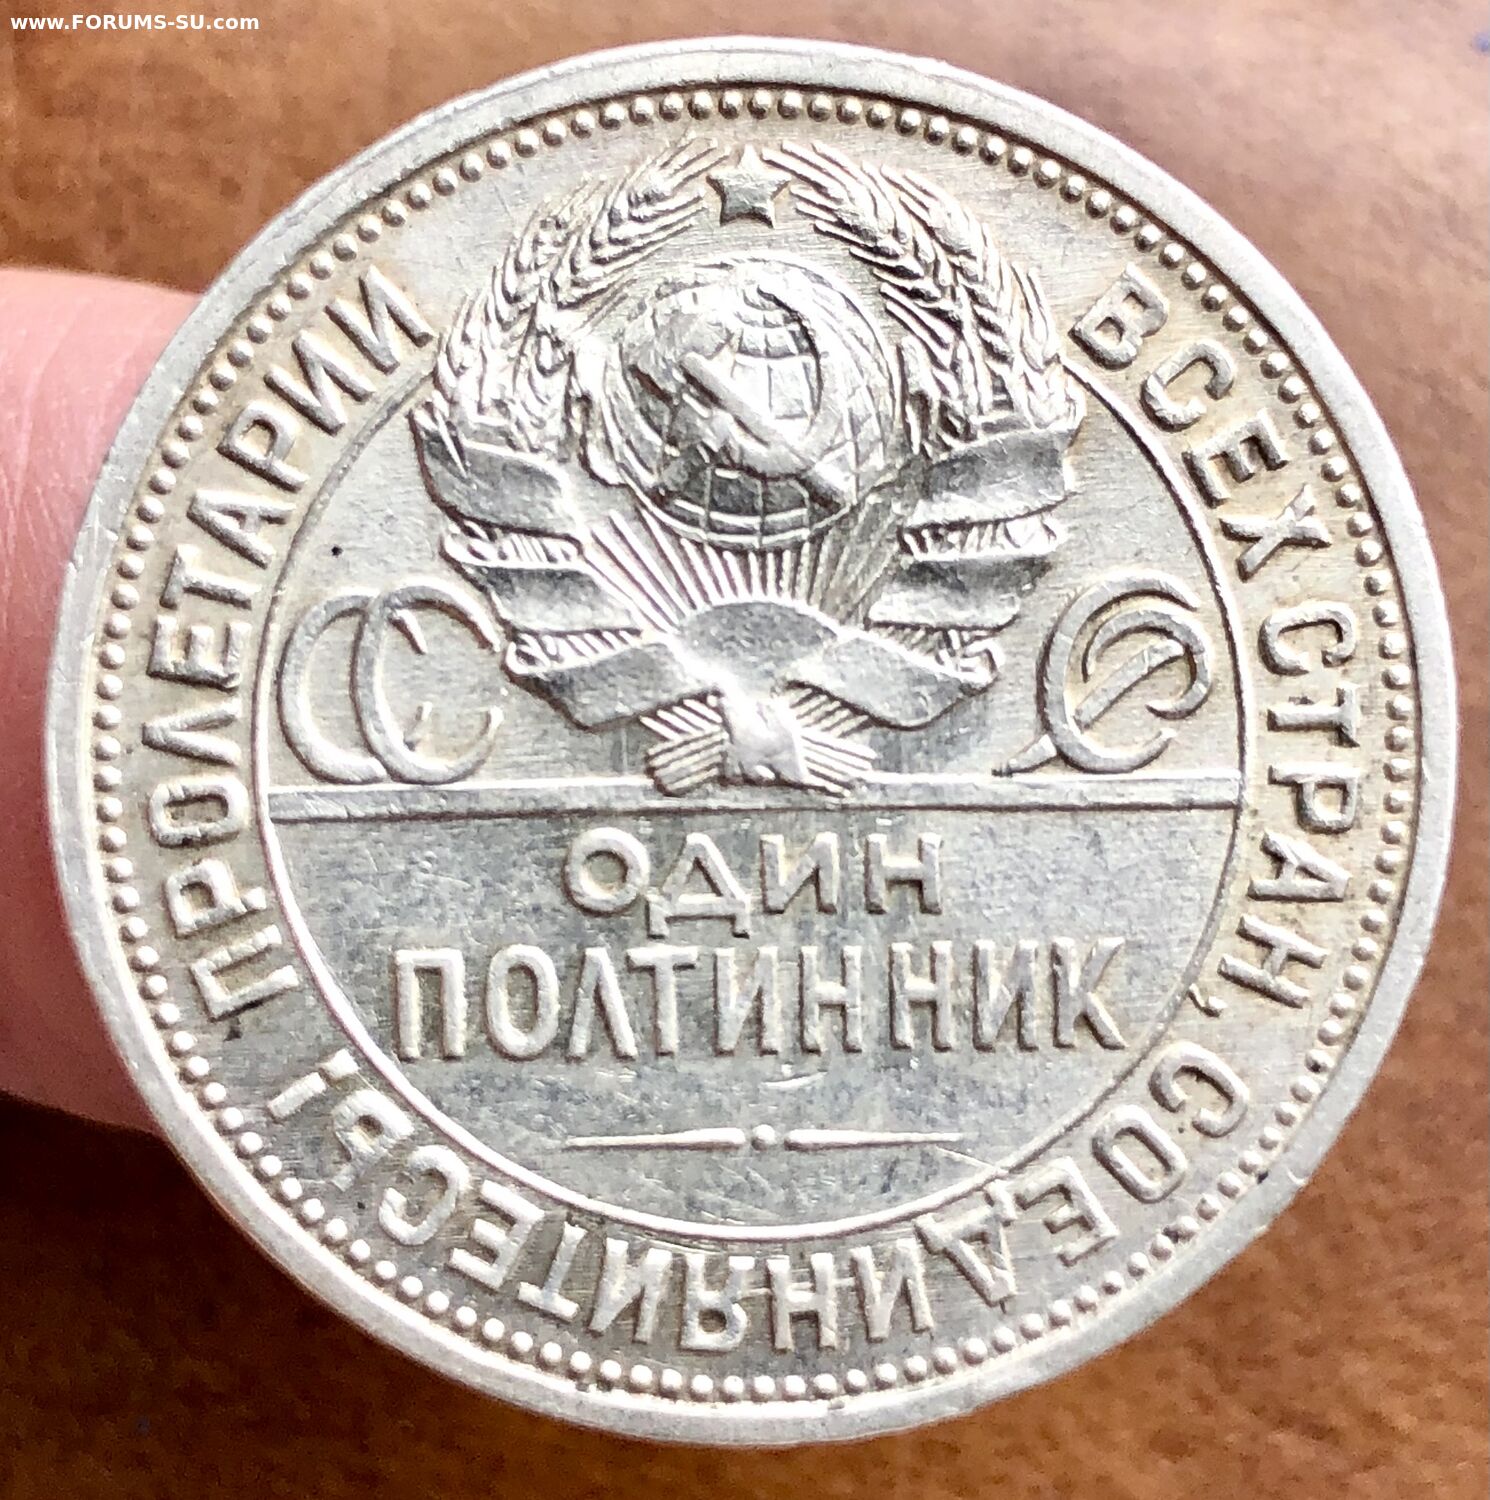 www.FORUMS-SU.com
ПРОЛЕТАРИИ ВСЕХ СТРАН, СОЕДИНЯЙТЕСЬ!
СССР
ОДИН
ПОЛТИННИК